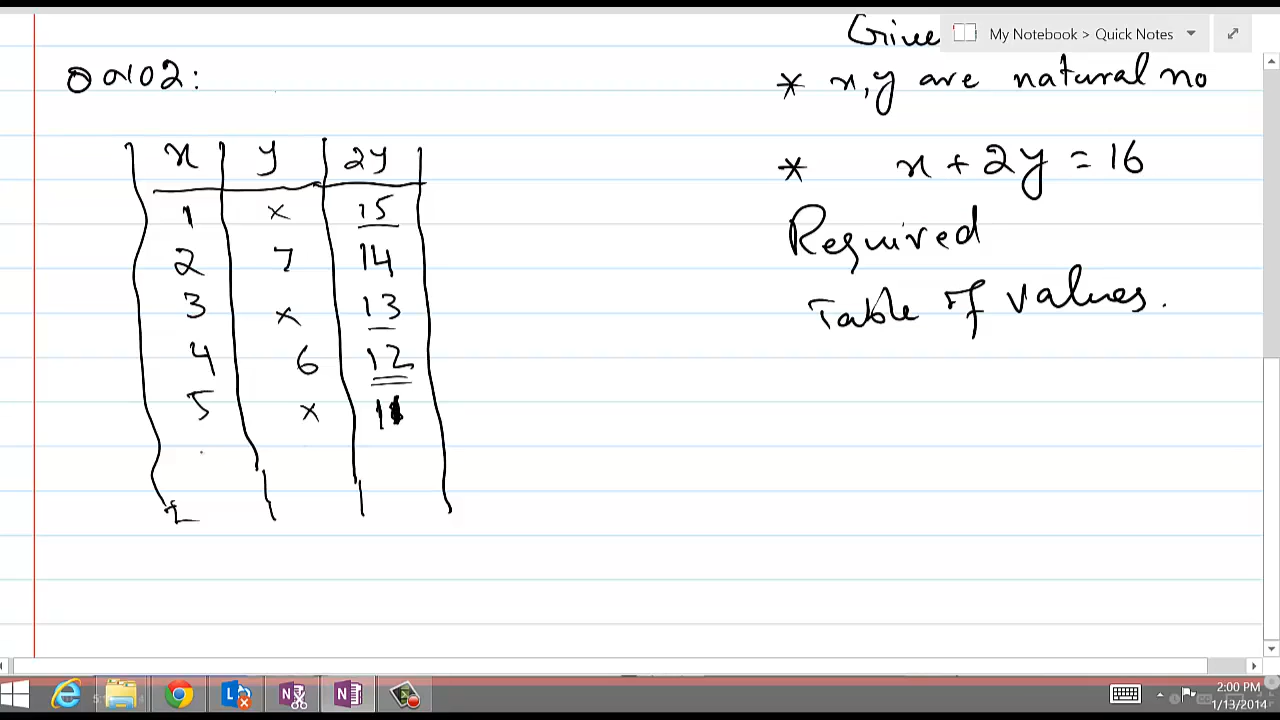 My Notebook > Quick Notes
Give
00102:
* x, y are natural no
x y 2y
* x + 2y = 16
1 x 15
Required
2 7 14
3 x 13
Table of values.
4 6 12
5 x 11
2:00 PM
1/13/2014